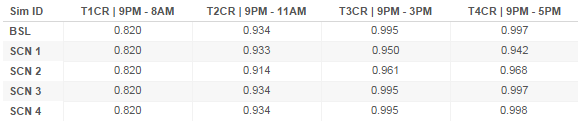 Sim ID T1CR | 9PM - 8AM T2CR | 9PM - 11AM T3CR | 9PM - 3PM T4CR | 9PM - 5PM
BSL 0.820 0.934 0.995 0.997
SCN 1 0.820 0.933 0.950 0.942
SCN 2 0.820 0.914 0.961 0.968
SCN 3 0.820 0.934 0.995 0.997
SCN 4 0.820 0.934 0.995 0.998